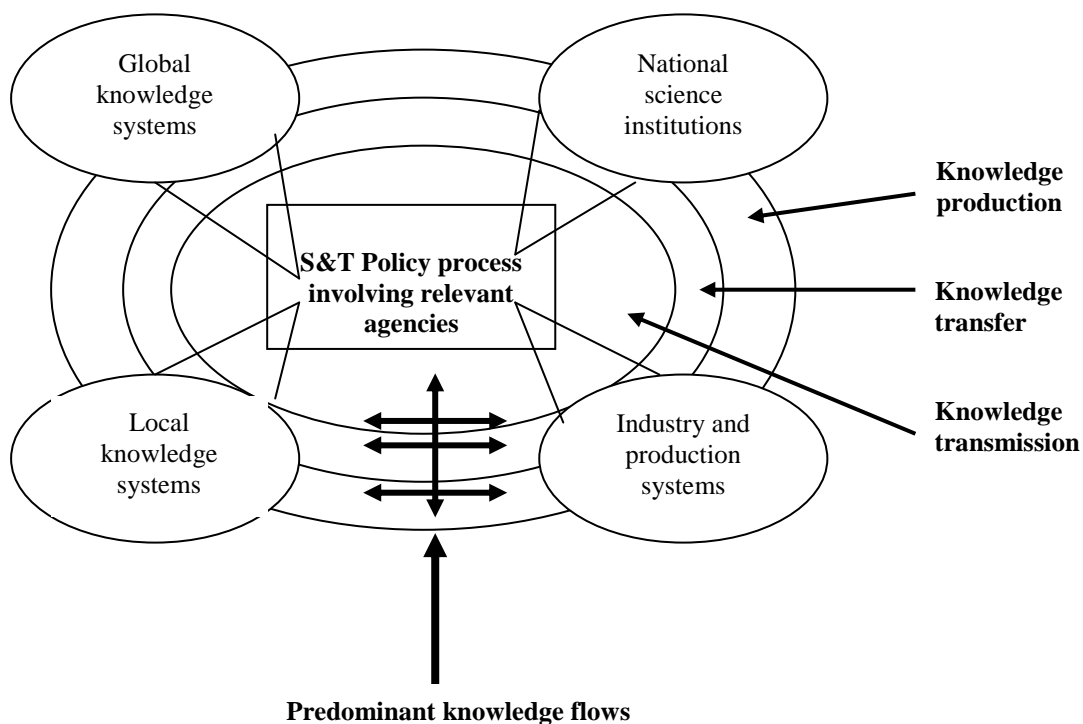 Global
knowledge
systems
National
science
institutions
Knowledge
production
S&T Policy process
involving relevant
agencies
Knowledge
transfer
Local
knowledge
systems
Industry and
production
systems
Knowledge
transmission
Predominant knowledge flows